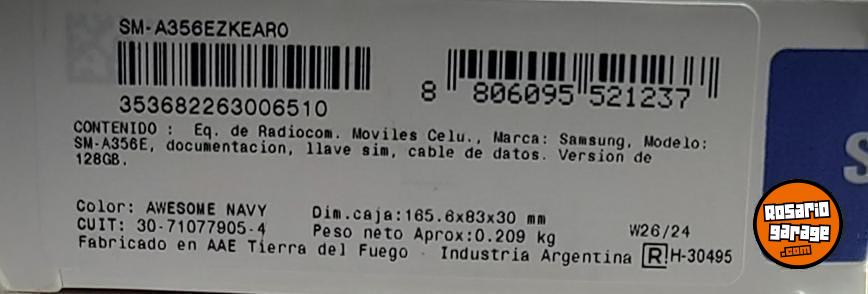 SM-A356EZKEARO
353682263006510
8 806095 521237
CONTENIDO : Eq. de Radiocom. Moviles Celu., Marca: Samsung, Modelo:
SM-A356E, documentacion, llave sim, cable de datos. Version de
128GB.
Color: AWESOME NAVY
Dim.caja:165.6x83x30 mm
CUIT: 30-71077905-4
Peso neto Aprox:0.209 kg
W26/24
Fabricado en AAE Tierra del Fuego - Industria Argentina R H-30495
S
Rosario
garage
.com